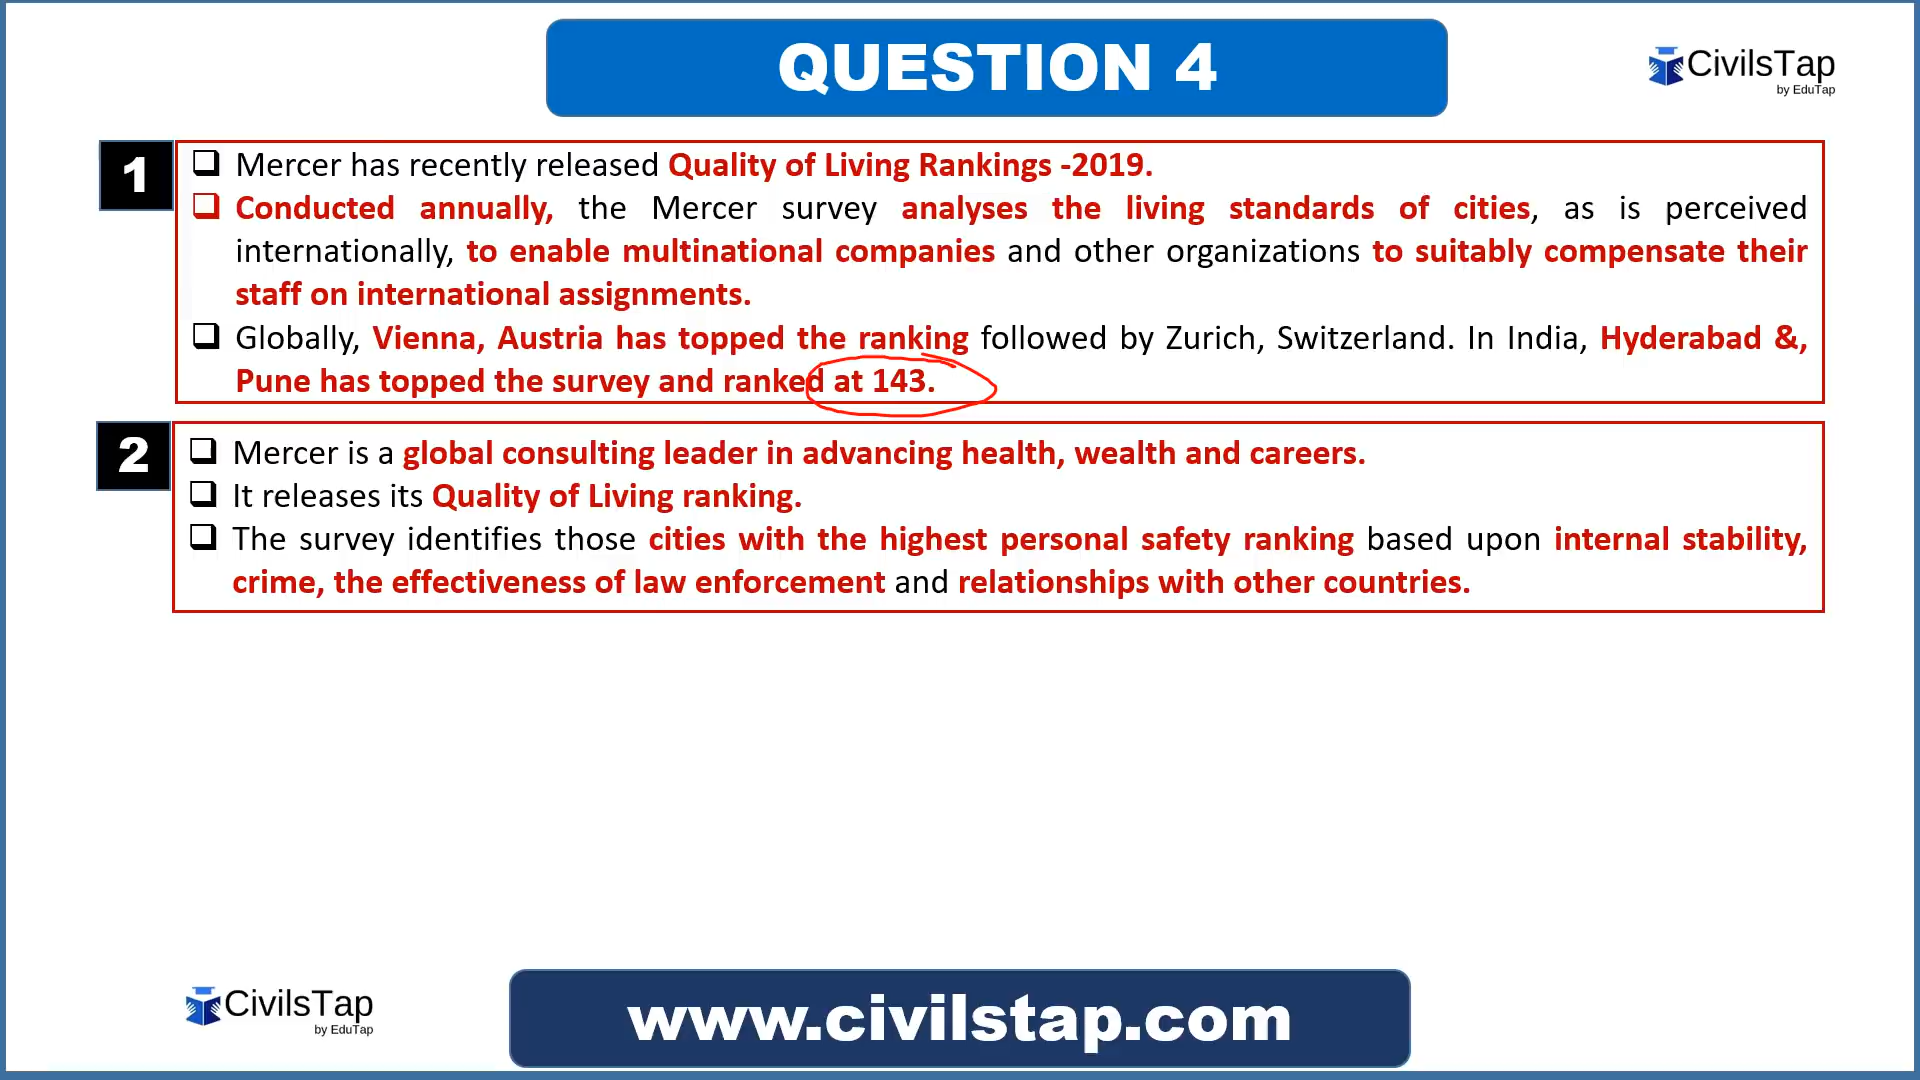 QUESTION 4
CivilsTap
by EduTap
1
Mercer has recently released Quality of Living Rankings -2019.
Conducted annually, the Mercer survey analyses the living standards of cities, as is perceived
internationally, to enable multinational companies and other organizations to suitably compensate their
staff on international assignments.
Globally, Vienna, Austria has topped the ranking followed by Zurich, Switzerland. In India, Hyderabad &,
Pune has topped the survey and ranked at 143.
2
Mercer is a global consulting leader in advancing health, wealth and careers.
It releases its Quality of Living ranking.
The survey identifies those cities with the highest personal safety ranking based upon internal stability,
crime, the effectiveness of law enforcement and relationships with other countries.
CivilsTap
by EduTap
www.civilstap.com